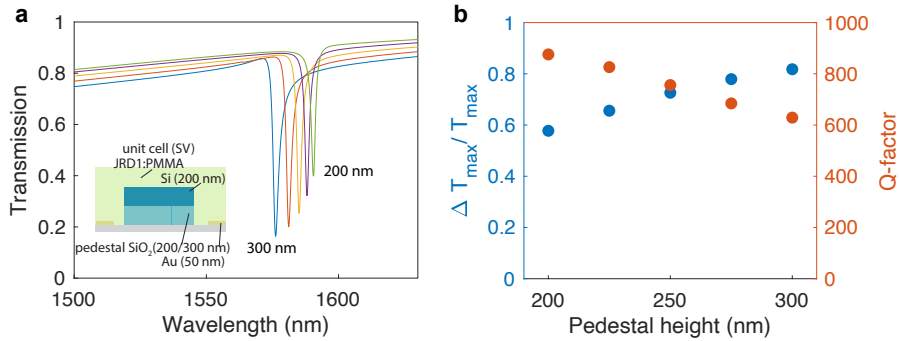 a
1
0.8
0.6
0.4
0.2
0
Transmission
unit cell (SV)
JRD1:PMMA
Si (200 nm)
pedestal SiO₂(200/300 nm)
Au (50 nm)
200 nm
300 nm
1500
1550
1600
Wavelength (nm)
b
1
0.8
0.6
0.4
0.2
0
Δ T_max/ T_max
1000
800
600
400
200
0
Q-factor
200
250
300
Pedestal height (nm)